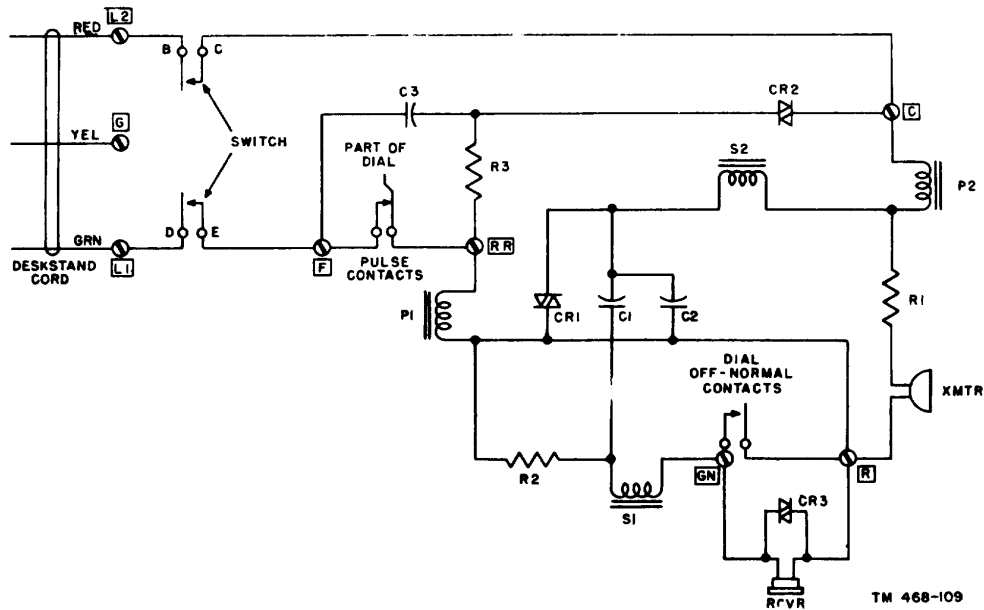 L2
RED
B C
C3
CR2
C
G
YEL
SWITCH
S2
PART OF
DIAL
R3
P2
D E
GRN
L1
DESKSTAND
CORD
F
RR
PULSE
CONTACTS
P1
CR1
C1
C2
R1
DIAL
OFF-NORMAL
CONTACTS
XMTR
R2
GN
R
S1
CR3
RCVR
TM 468-109